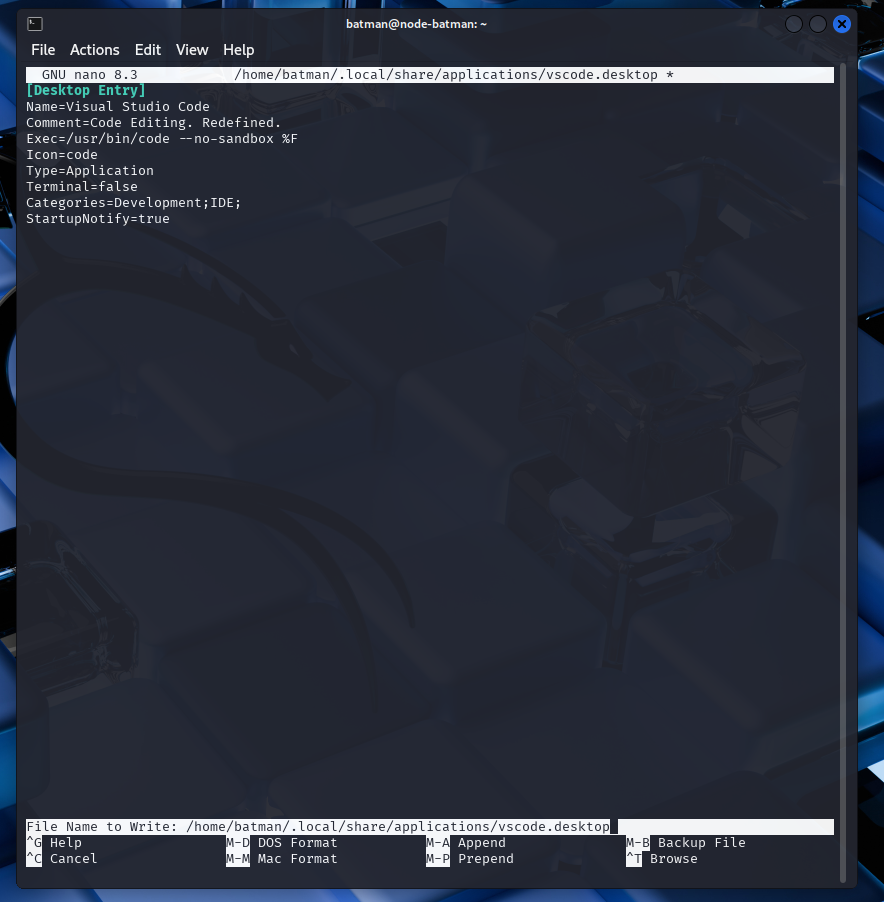 batman@node-batman: ~
File Actions Edit View Help
GNU nano 8.3 /home/batman/.local/share/applications/vscode.desktop *
[Desktop Entry]
Name=Visual Studio Code
Comment=Code Editing. Redefined.
Exec=/usr/bin/code --no-sandbox %F
Icon=code
Type=Application
Terminal=false
Categories=Development;IDE;
StartupNotify=true
File Name to Write: /home/batman/.local/share/applications/vscode.desktop
^G Help M-D DOS Format M-A Append M-B Backup File
^C Cancel M-M Mac Format M-P Prepend ^T Browse